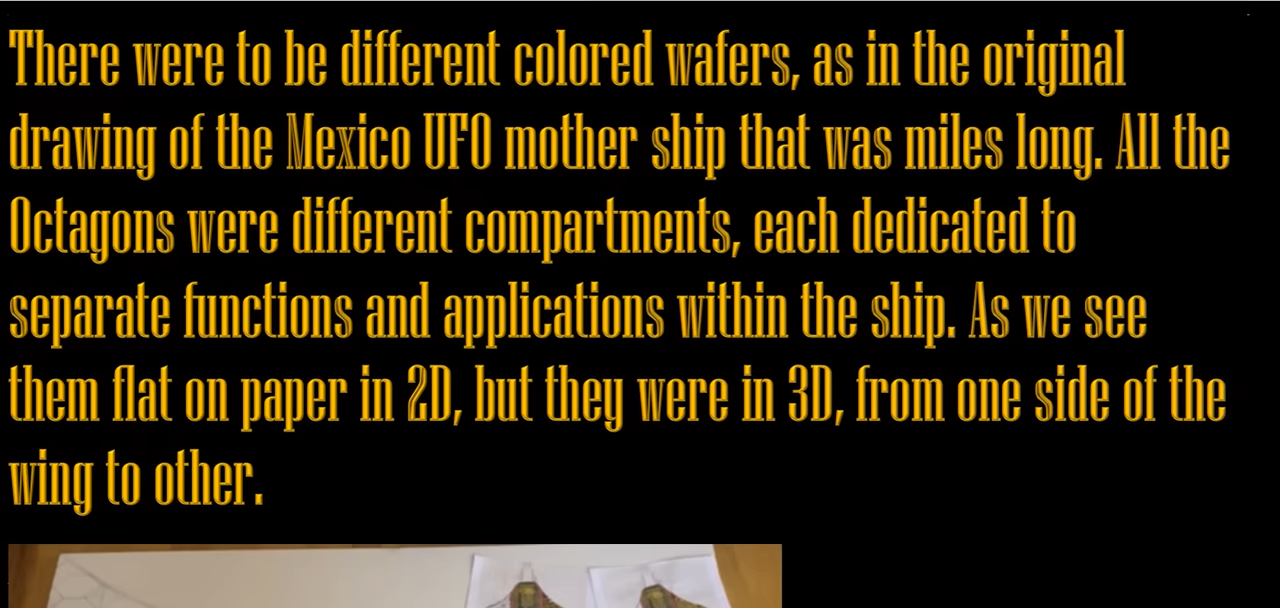 There were to be different colored wafers, as in the original
drawing of the Mexico UFO mother ship that was miles long. All the
Octagons were different compartments, each dedicated to
separate functions and applications within the ship. As we see
them flat on paper in 2D, but they were in 3D, from one side of the
wing to other.